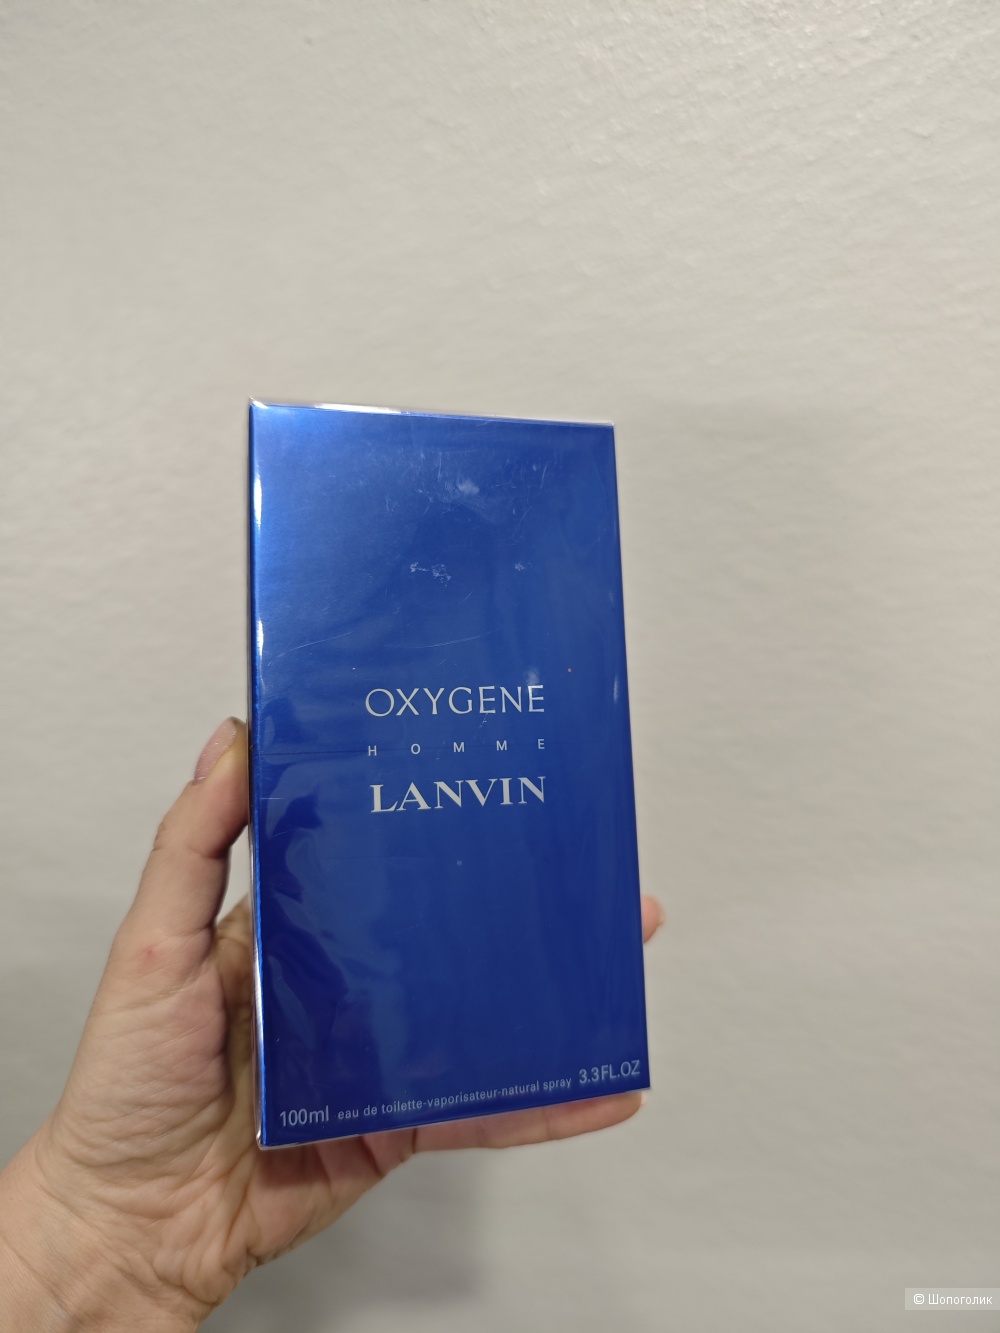 OXYGENE
HOMME
LANVIN
100ml eau de toilette-vaporisateur-natural spray 3.3FL.OZ
© Шопоголик